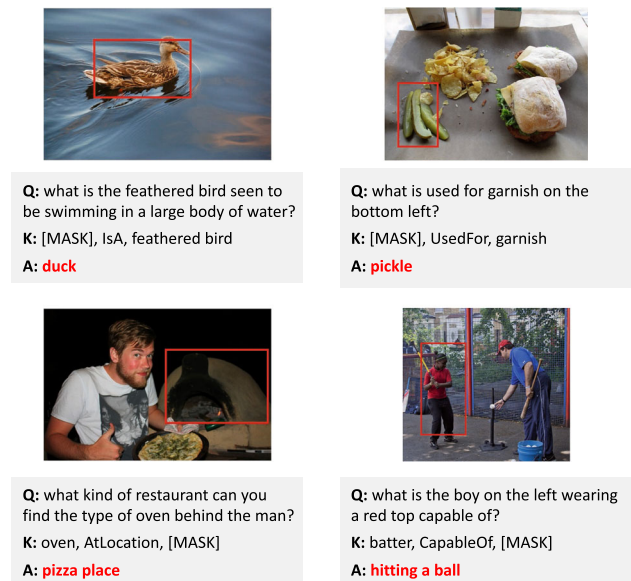 Q: what is the feathered bird seen to
be swimming in a large body of water?
K: [MASK], IsA, feathered bird
A: duck
Q: what is used for garnish on the
bottom left?
K: [MASK], UsedFor, garnish
A: pickle
Q: what kind of restaurant can you
find the type of oven behind the man?
K: oven, AtLocation, [MASK]
A: pizza place
Q: what is the boy on the left wearing
a red top capable of?
K: batter, CapableOf, [MASK]
A: hitting a ball